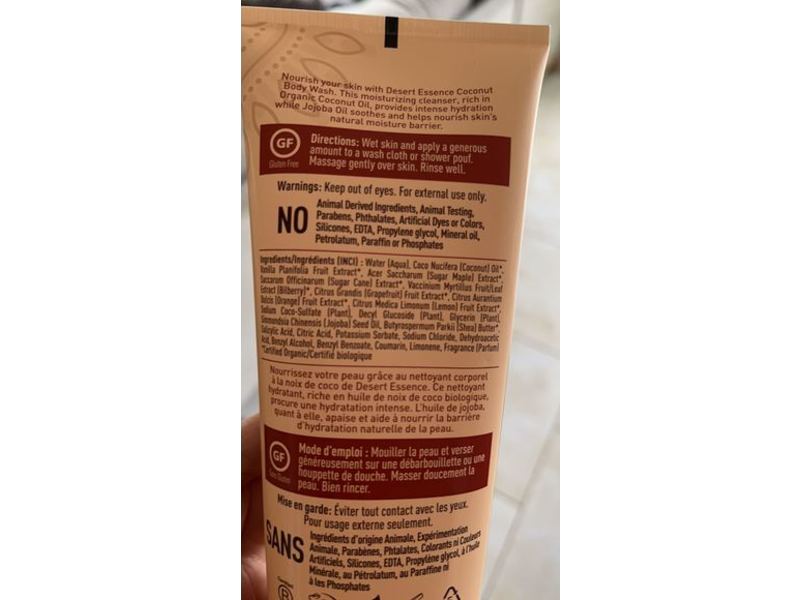 Nourish your skin with Desert Essence Coconut
Body Wash. This moisturizing cleanser, rich in
Organic Coconut Oil, provides intense hydration
while Jojoba Oil soothes and helps nourish skin's
natural moisture barrier.
GF
Gluten Free
Directions: Wet skin and apply a generous
amount to a wash cloth or shower pouf.
Massage gently over skin. Rinse well.
Warnings: Keep out of eyes. For external use only.
NO
Animal Derived Ingredients, Animal Testing,
Parabens, Phthalates, Artificial Dyes or Colors,
Silicones, EDTA, Propylene glycol, Mineral oil,
Petrolatum, Paraffin or Phosphates
Ingredients/Ingrédients (INCI) : Water (Aqua), Coco Nucifera (Coconut) Oil*,
Vanilla Planifolia Fruit Extract*, Acer Saccharum (Sugar Maple) Extract*,
Saccarum Officinarum (Sugar Cane) Extract*, Vaccinium Myrtillus Fruit/Leaf
Extract (Bilberry)*, Citrus Grandis (Grapefruit) Fruit Extract*, Citrus Aurantium
Dulcis (Orange) Fruit Extract*, Citrus Medica Limonum (Lemon) Fruit Extract*,
Sodium Coco-Sulfate (Plant), Decyl Glucoside (Plant), Glycerin (Plant),
Simmondsia Chinensis (Jojoba) Seed Oil, Butyrospermum Parkii (Shea) Butter*,
Salicylic Acid, Citric Acid, Potassium Sorbate, Sodium Chloride, Dehydroacetic
Acid, Benzyl Alcohol, Benzyl Benzoate, Coumarin, Limonene, Fragrance (Parfum)
*Certified Organic/Certifié biologique
Nourrissez votre peau grâce au nettoyant corporel
à la noix de coco de Desert Essence. Ce nettoyant
hydratant, riche en huile de noix de coco biologique,
procure une hydratation intense. L'huile de jojoba,
quant à elle, apaise et aide à nourrir la barrière
d'hydratation naturelle de la peau.
GF
Mode d'emploi : Mouiller la peau et verser
généreusement sur une débarbouillette ou une
houppette de douche. Masser doucement la
peau. Bien rincer.
Mise en garde: Éviter tout contact avec les yeux.
Pour usage externe seulement.
SANS
Ingrédients d'origine Animale, Expérimentation
Animale, Parabènes, Phtalates, Colorants ni Couleurs
Artificiels, Silicones, EDTA, Propylène glycol, à l'huile
Minérale, au Pétrolatum, au Paraffine ni
à les Phosphates
Certified
B